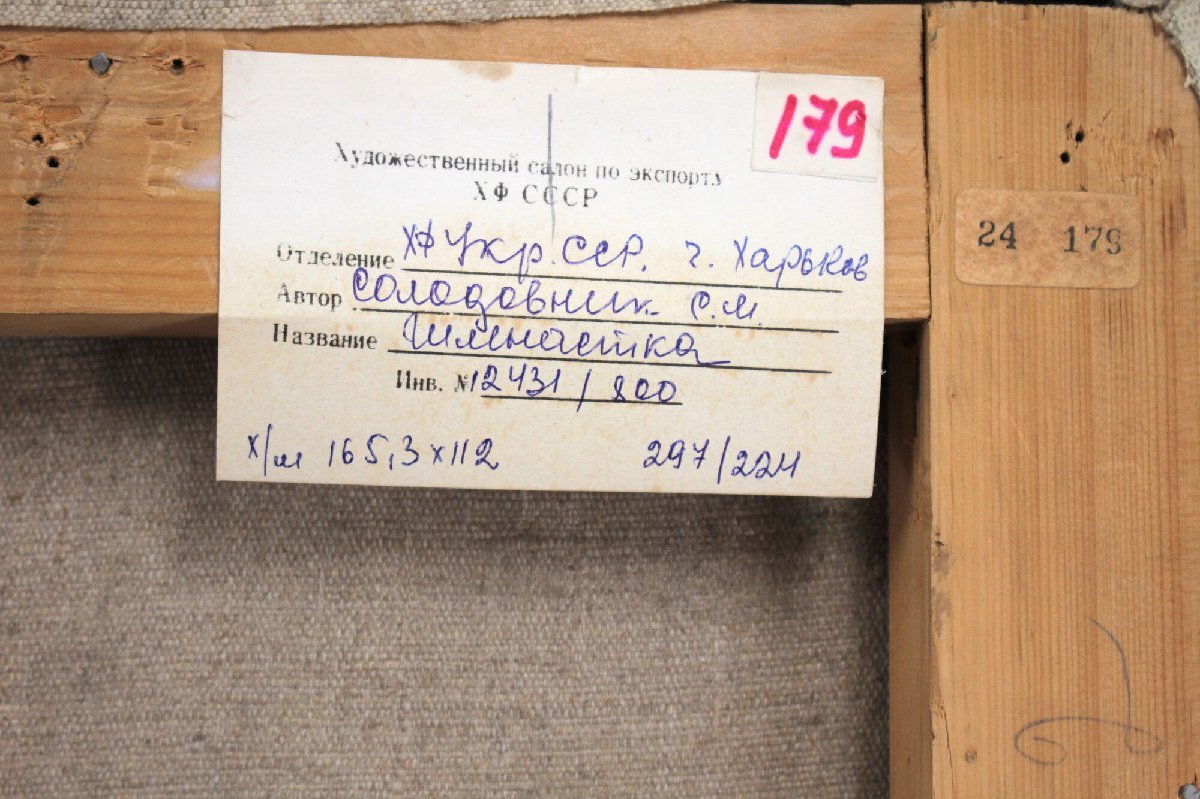 179
Художественный салон по экспорту
ХФ СССР
Отделение ХФ Укр. ССР. г. Харьков
Автор Солодовник С.М.
Название Гимнастка
Инв. №12431/800
х/м 165,3 х 112 297/224
24 179